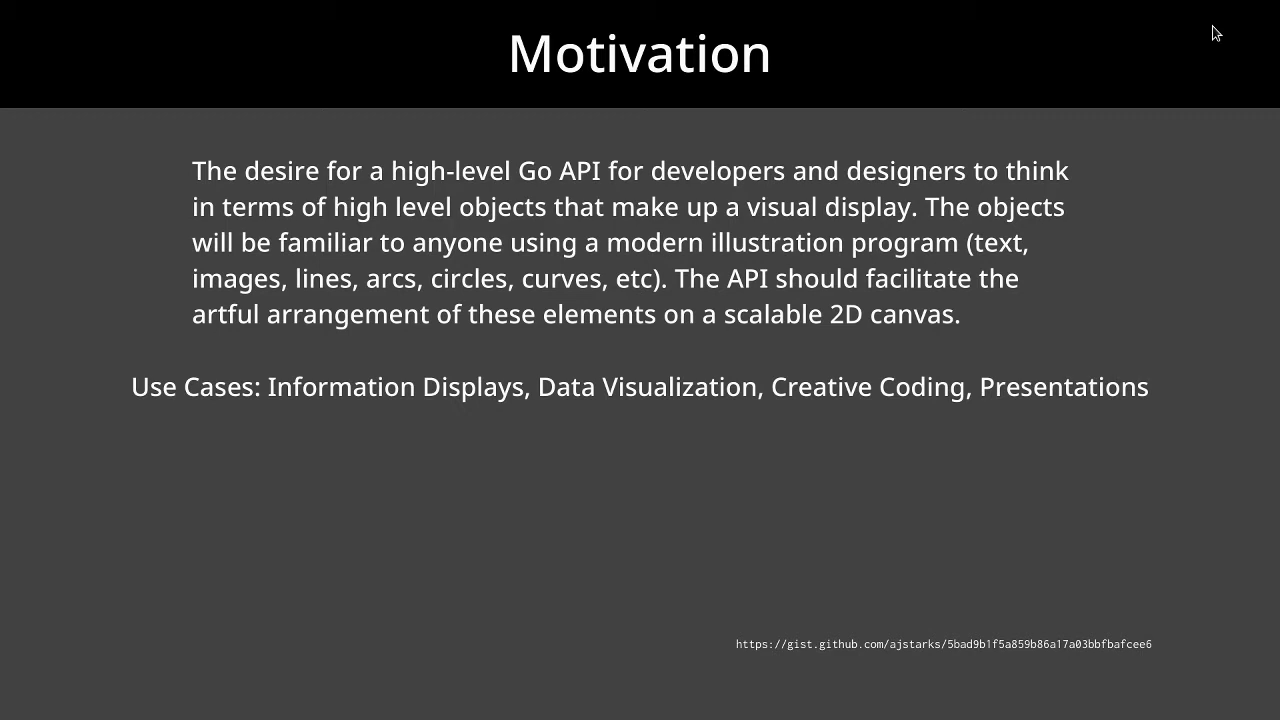 Motivation
The desire for a high-level Go API for developers and designers to think
in terms of high level objects that make up a visual display. The objects
will be familiar to anyone using a modern illustration program (text,
images, lines, arcs, circles, curves, etc). The API should facilitate the
artful arrangement of these elements on a scalable 2D canvas.
Use Cases: Information Displays, Data Visualization, Creative Coding, Presentations
https://gist.github.com/ajstarks/5bad9b1f5a859b86a17a03bbfbafcee6